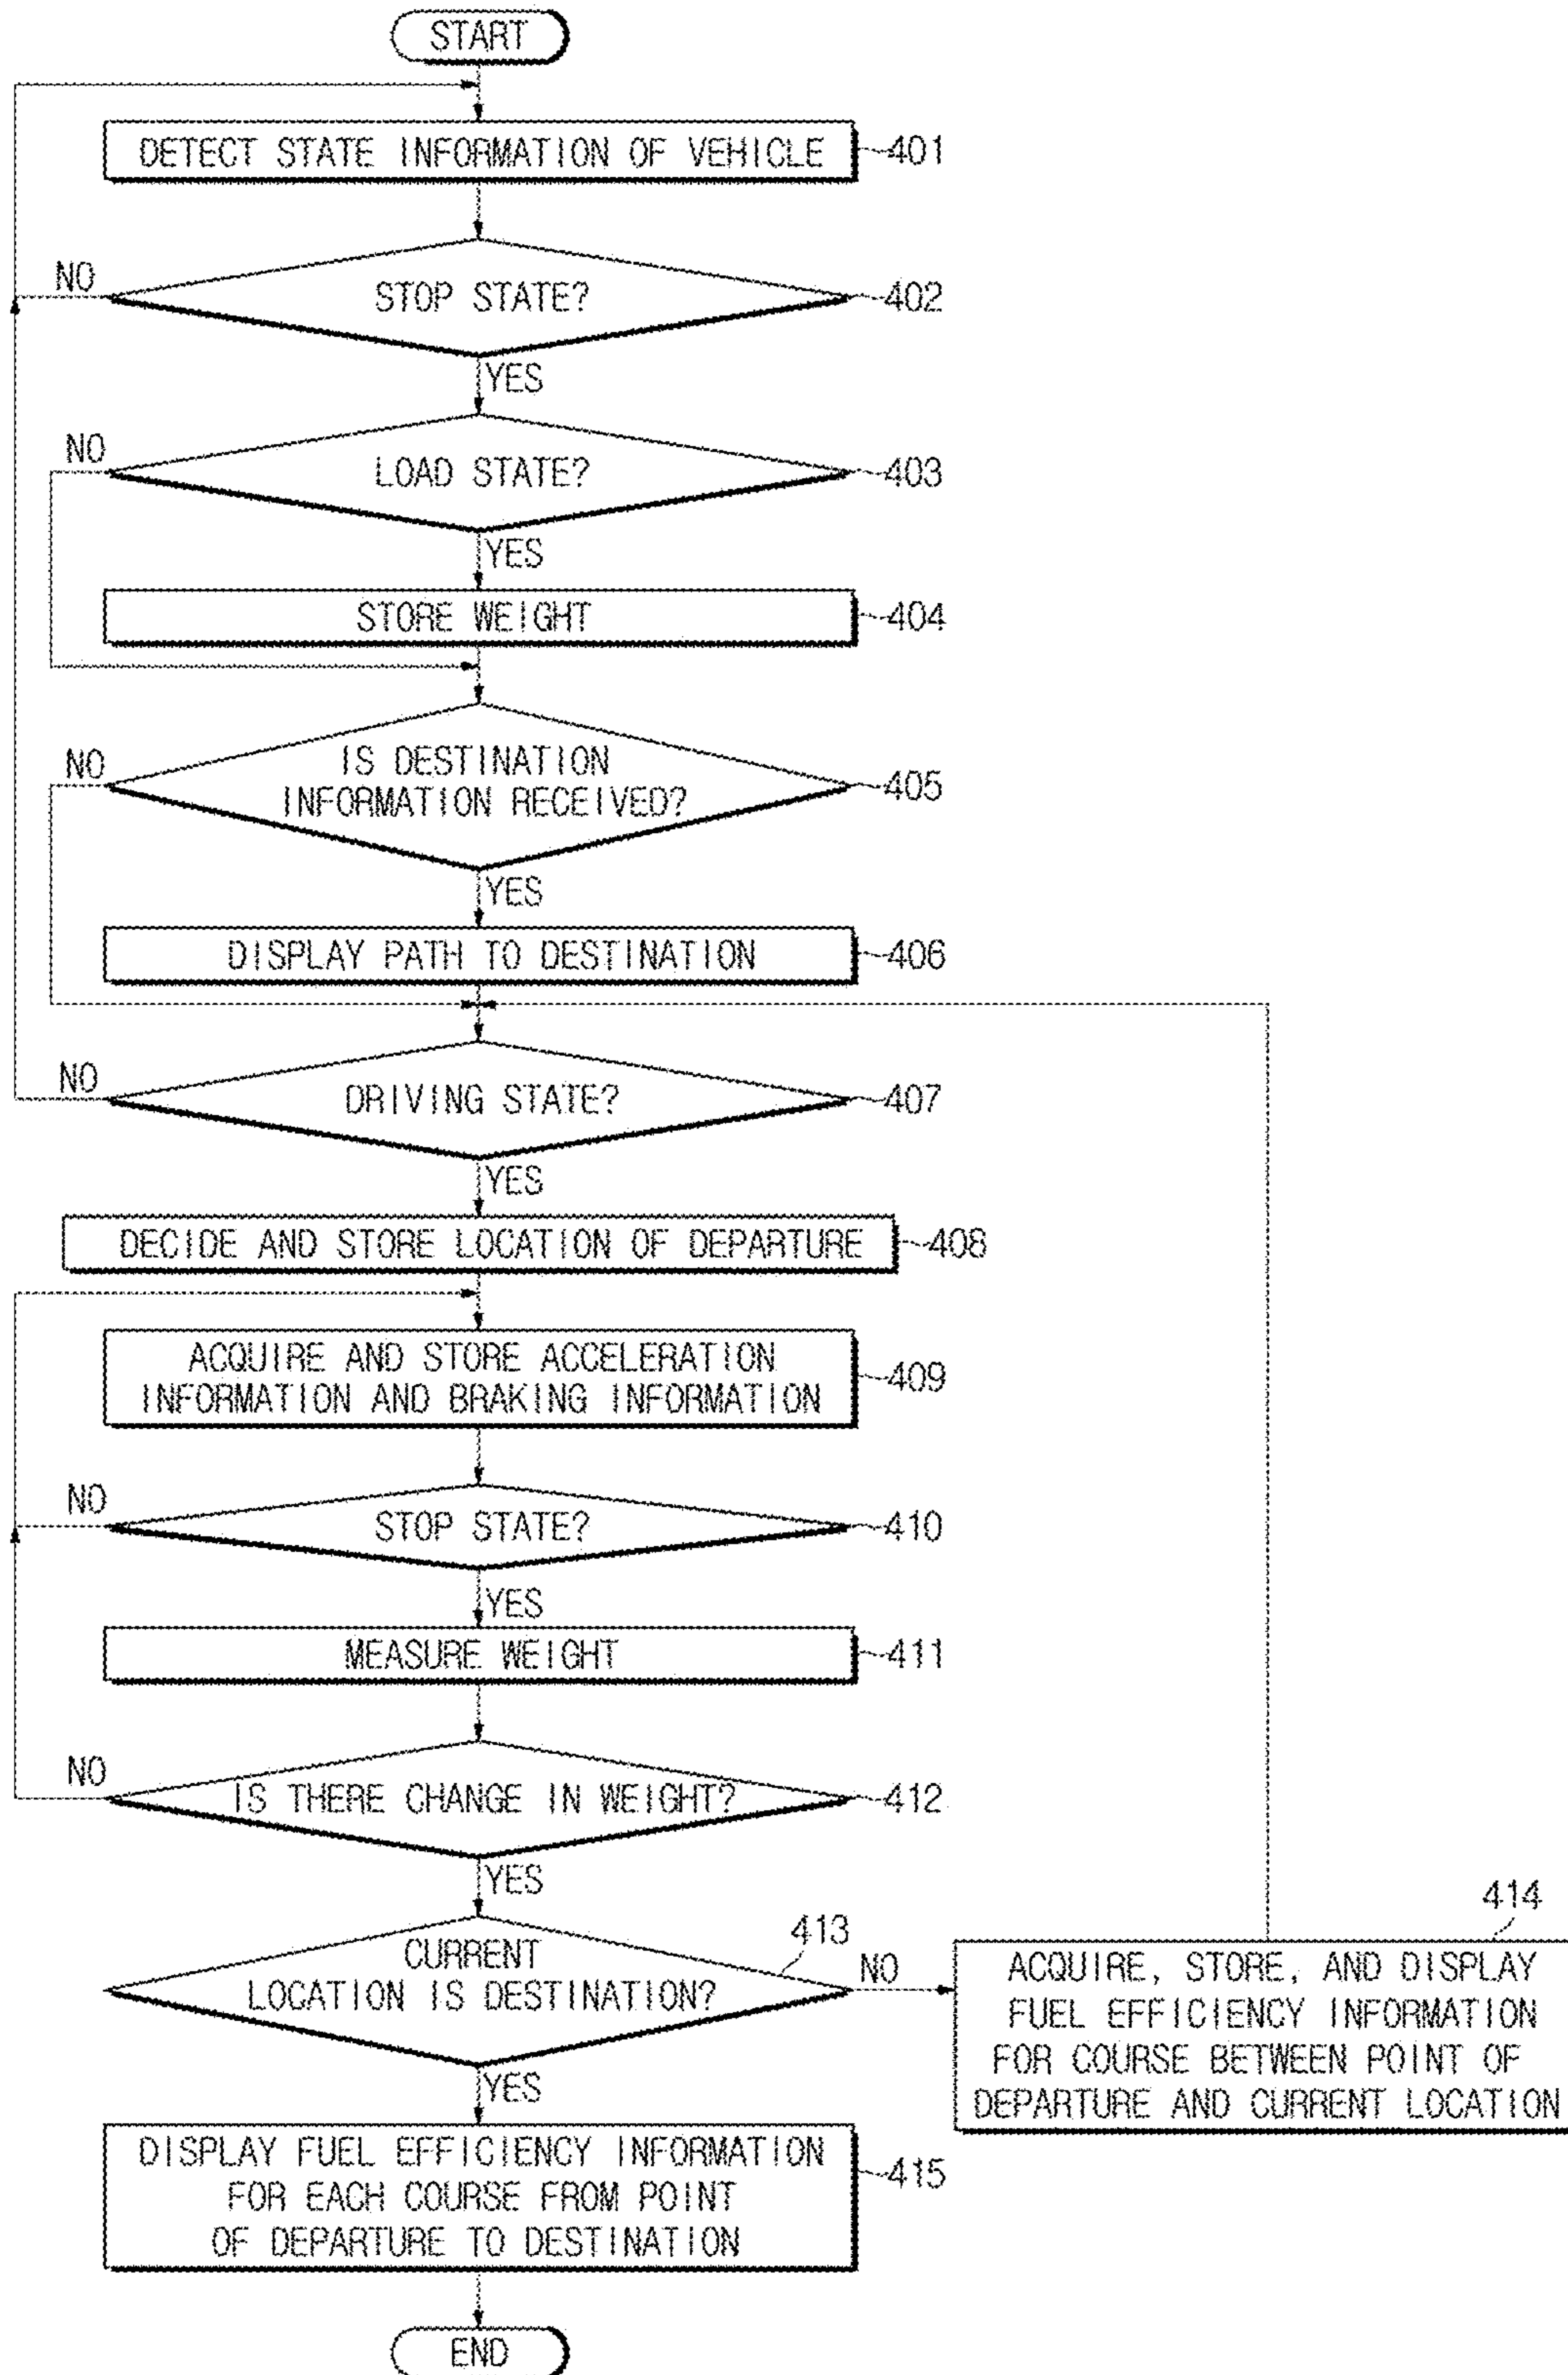 START
DETECT STATE INFORMATION OF VEHICLE
401
NO
STOP STATE?
402
YES
NO
LOAD STATE?
403
YES
STORE WEIGHT
404
NO
IS DESTINATION
INFORMATION RECEIVED?
405
YES
DISPLAY PATH TO DESTINATION
406
NO
DRIVING STATE?
407
YES
DECIDE AND STORE LOCATION OF DEPARTURE
408
ACQUIRE AND STORE ACCELERATION
INFORMATION AND BRAKING INFORMATION
409
NO
STOP STATE?
410
YES
MEASURE WEIGHT
411
NO
IS THERE CHANGE IN WEIGHT?
412
YES
CURRENT
LOCATION IS DESTINATION?
413
NO
414
ACQUIRE, STORE, AND DISPLAY
FUEL EFFICIENCY INFORMATION
FOR COURSE BETWEEN POINT OF
DEPARTURE AND CURRENT LOCATION
YES
DISPLAY FUEL EFFICIENCY INFORMATION
FOR EACH COURSE FROM POINT
OF DEPARTURE TO DESTINATION
415
END